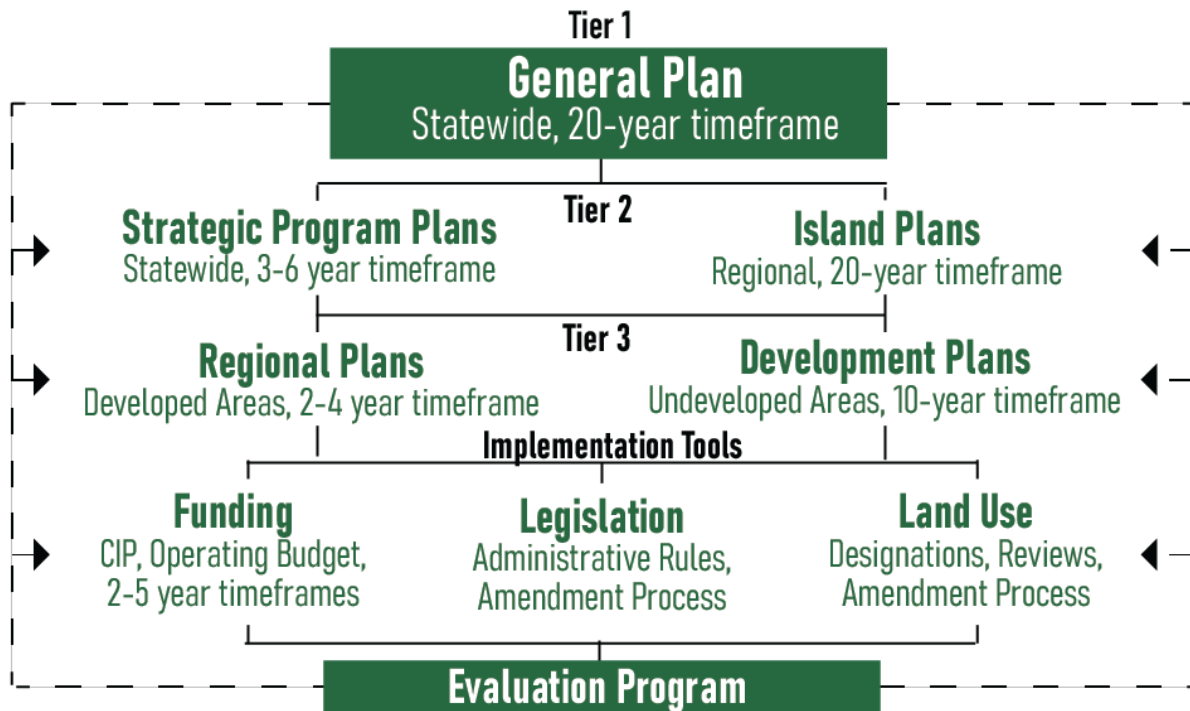 Tier 1
General Plan
Statewide, 20-year timeframe
Tier 2
Strategic Program Plans
Statewide, 3-6 year timeframe
Island Plans
Regional, 20-year timeframe
Tier 3
Regional Plans
Developed Areas, 2-4 year timeframe
Development Plans
Undeveloped Areas, 10-year timeframe
Implementation Tools
Funding
CIP, Operating Budget,
2-5 year timeframes
Legislation
Administrative Rules,
Amendment Process
Land Use
Designations, Reviews,
Amendment Process
Evaluation Program